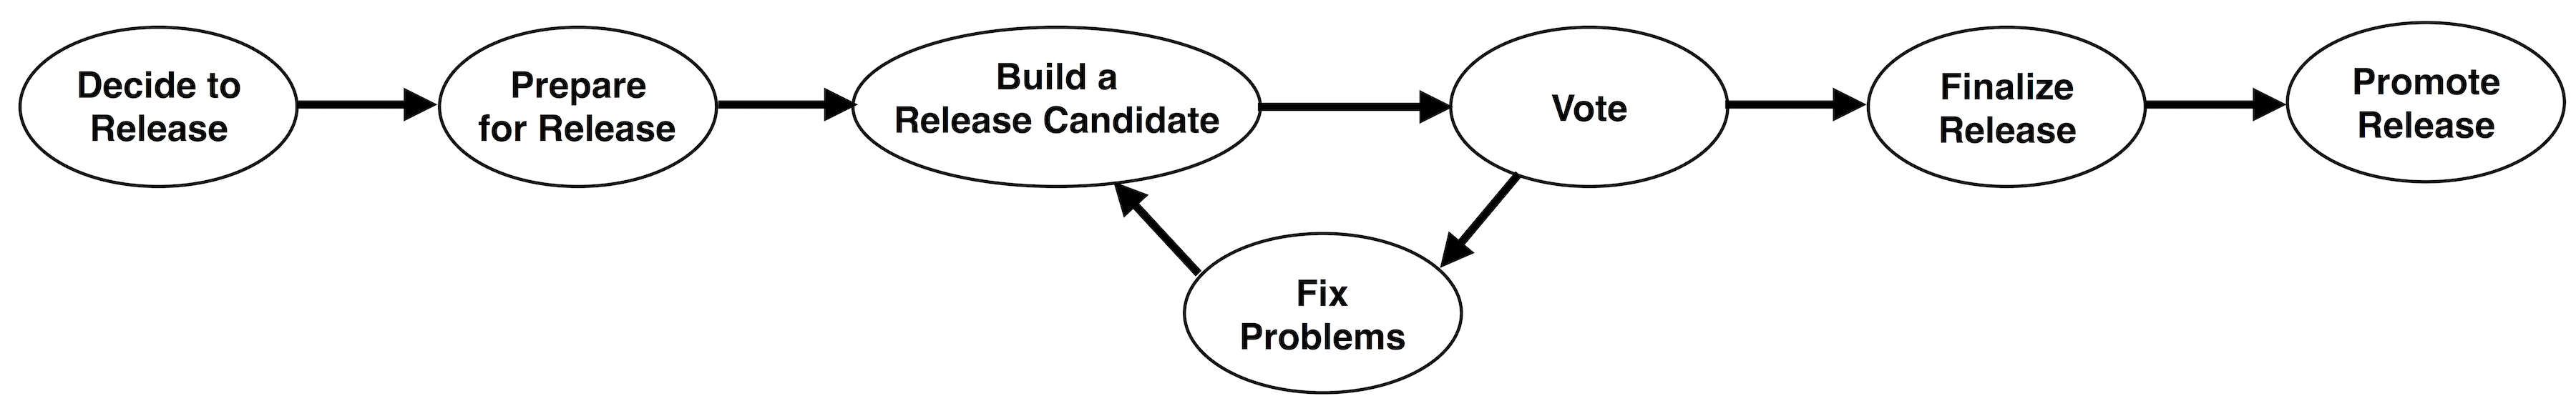 Decide to
Release
Prepare
for Release
Build a
Release Candidate
Vote
Finalize
Release
Promote
Release
Fix
Problems